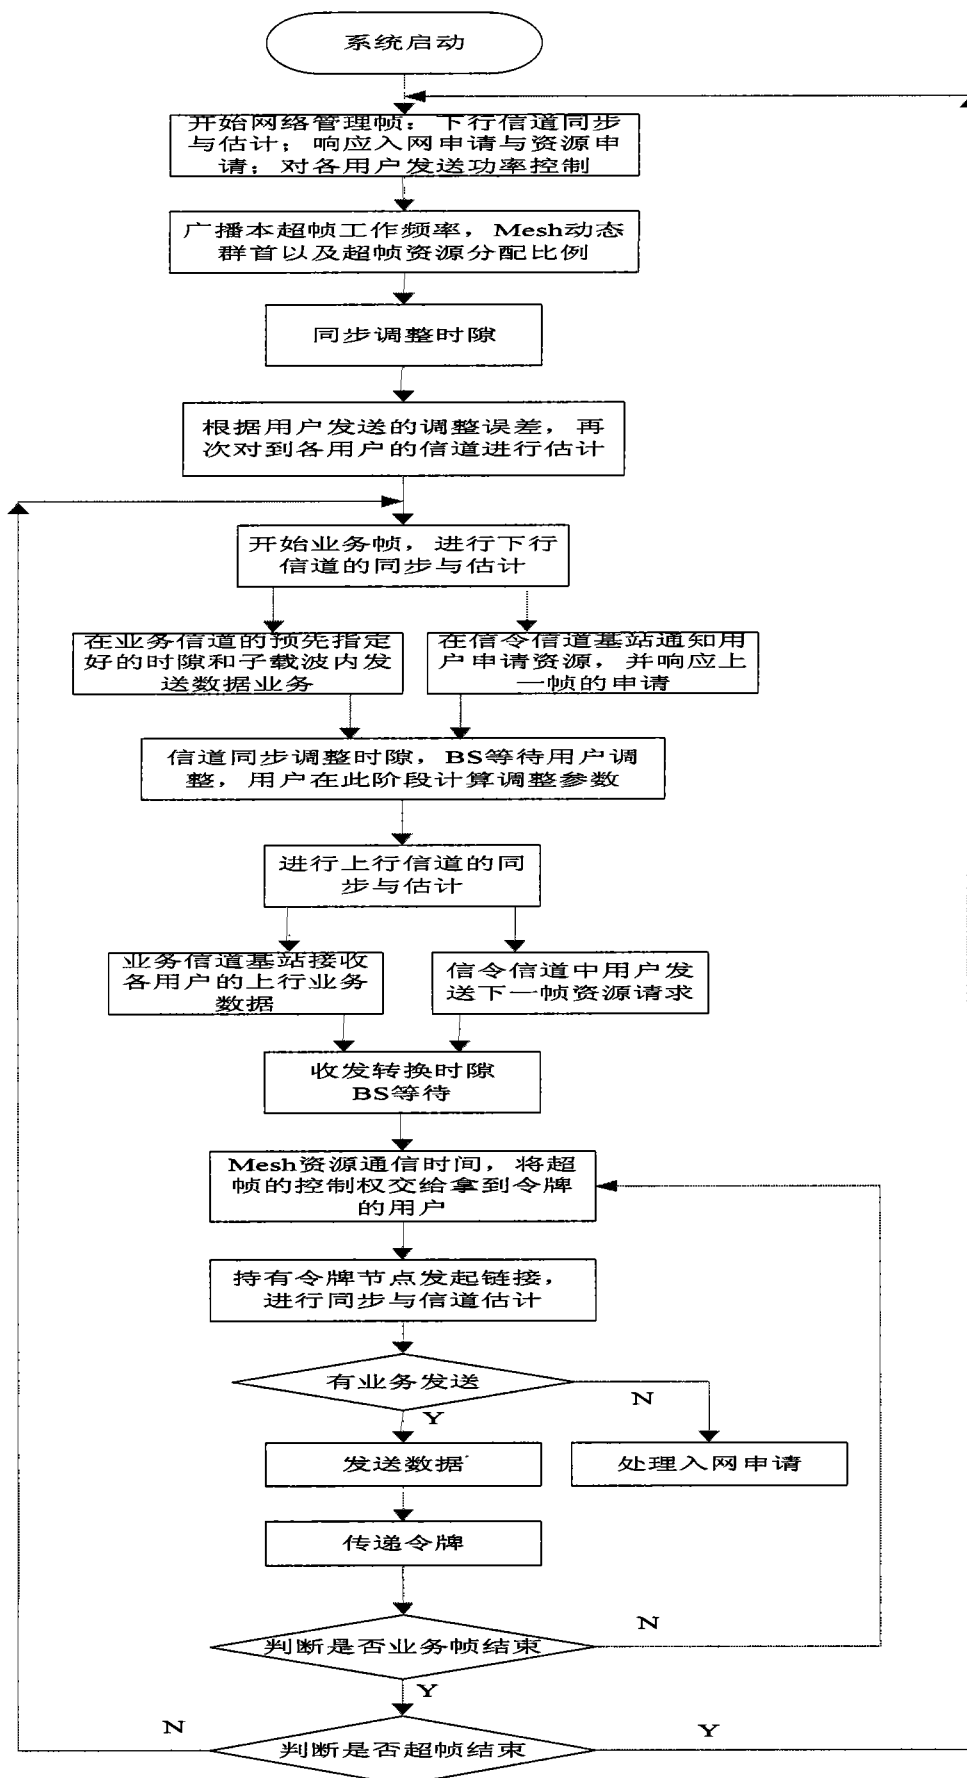 系统启动
开始网络管理帧：下行信道同步
与估计；响应入网申请与资源申
请；对各用户发送功率控制
广播本超帧工作频率，Mesh动态
群首以及超帧资源分配比例
同步调整时隙
根据用户发送的调整误差，再
次对到各用户的信道进行估计
开始业务帧，进行下行
信道的同步与估计
在业务信道的预先指定
好的时隙和子载波内发
送数据业务
在信令信道基站通知用
户申请资源，并响应上
一帧的申请
信道同步调整时隙，BS等待用户调
整，用户在此阶段计算调整参数
进行上行信道的同
步与估计
业务信道基站接收
各用户的上行业务
数据
信令信道中用户发
送下一帧资源请求
收发转换时隙
BS等待
Mesh资源通信时间，将超
帧的控制权交给拿到令牌
的用户
持有令牌节点发起链接，
进行同步与信道估计
有业务发送
N
Y
发送数据
处理入网申请
传递令牌
N
判断是否业务帧结束
Y
N
Y
判断是否超帧结束